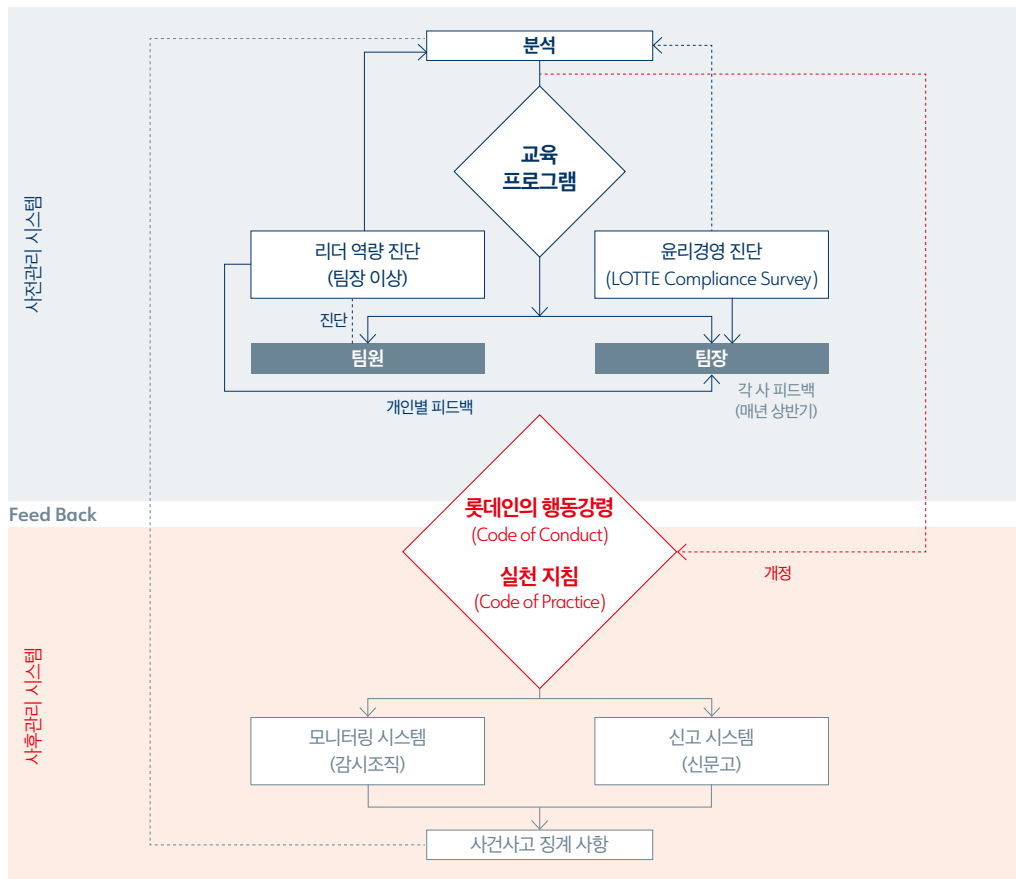 분석
교육
프로그램
사전관리 시스템
리더 역량 진단
(팀장 이상)
윤리경영 진단
(LOTTE Compliance Survey)
진단
팀원
팀장
개인별 피드백
각 사 피드백
(매년 상반기)
Feed Back
롯데인의 행동강령
(Code of Conduct)
실천 지침
(Code of Practice)
개정
사후관리 시스템
모니터링 시스템
(감시조직)
신고 시스템
(신문고)
사건사고 징계 사항